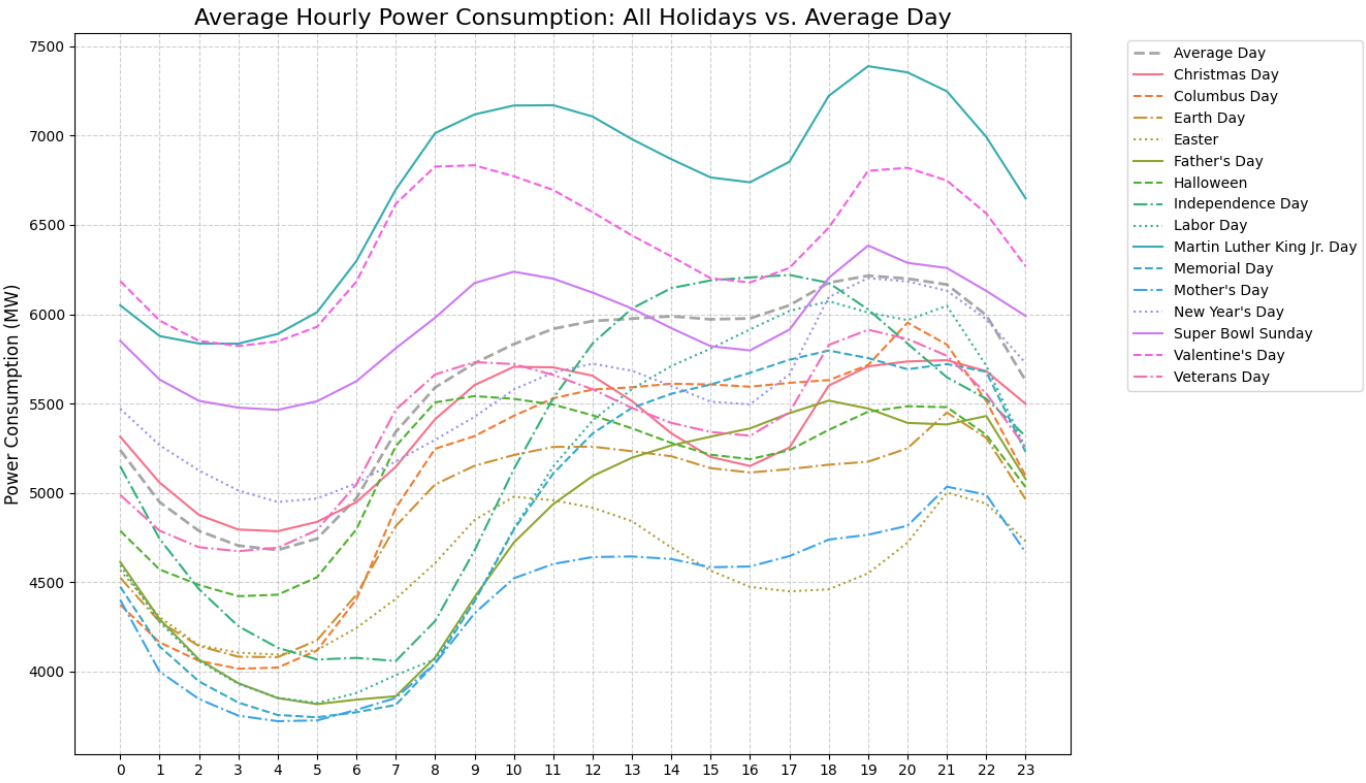 Average Hourly Power Consumption: All Holidays vs. Average Day
Power Consumption (MW)
7500
7000
6500
6000
5500
5000
4500
4000
0 1 2 3 4 5 6 7 8 9 10 11 12 13 14 15 16 17 18 19 20 21 22 23
Average Day
Christmas Day
Columbus Day
Earth Day
Easter
Father's Day
Halloween
Independence Day
Labor Day
Martin Luther King Jr. Day
Memorial Day
Mother's Day
New Year's Day
Super Bowl Sunday
Valentine's Day
Veterans Day